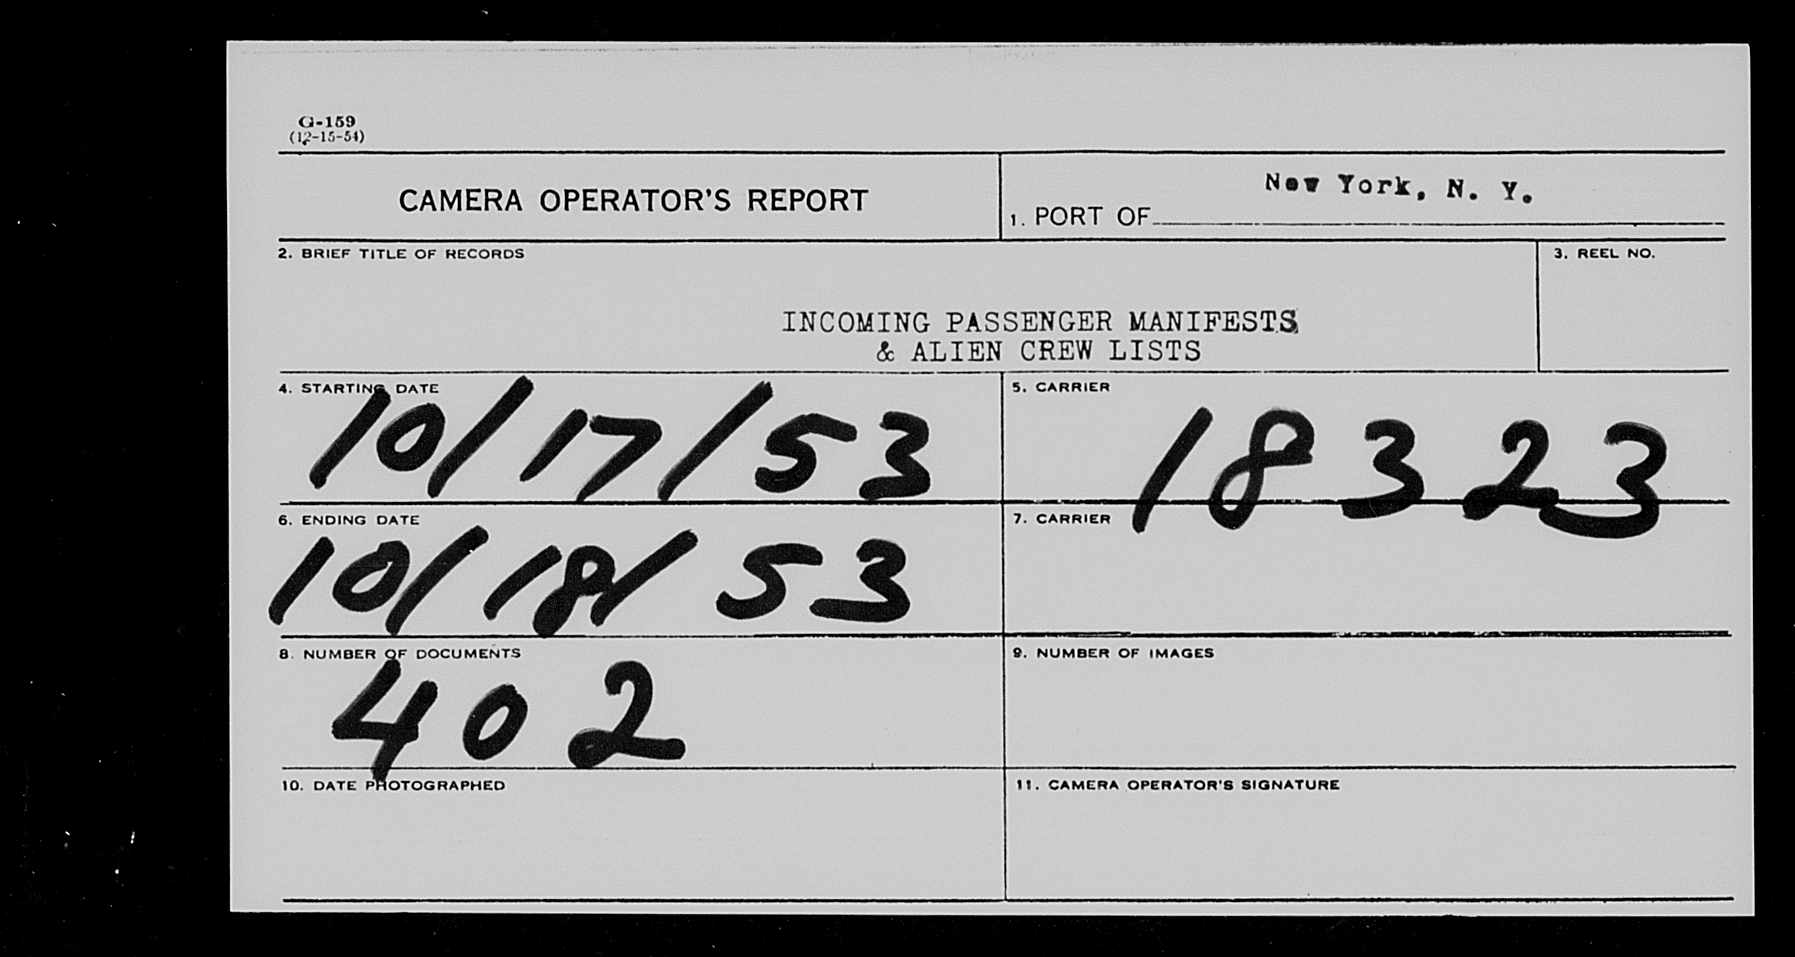 G-159
(12-15-54)
CAMERA OPERATOR'S REPORT
New York, N. Y.
1. PORT OF
2. BRIEF TITLE OF RECORDS
3. REEL NO.
INCOMING PASSENGER MANIFESTS
& ALIEN CREW LISTS
4. STARTING DATE
10/17/53
5. CARRIER
18323
6. ENDING DATE
10/18/53
7. CARRIER
8. NUMBER OF DOCUMENTS
402
9. NUMBER OF IMAGES
10. DATE PHOTOGRAPHED
11. CAMERA OPERATOR'S SIGNATURE